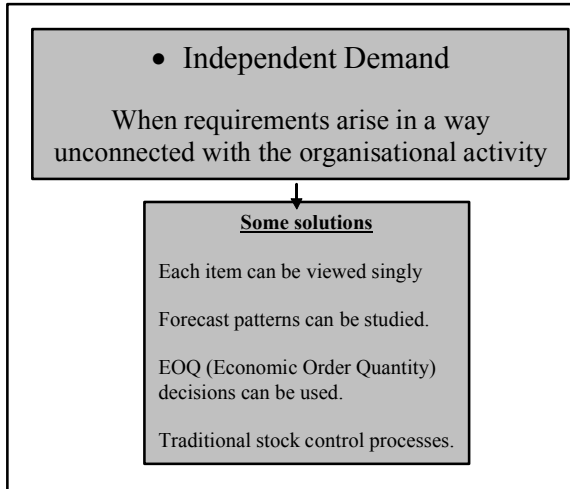 • Independent Demand
When requirements arise in a way
unconnected with the organisational activity
Some solutions
Each item can be viewed singly
Forecast patterns can be studied.
EOQ (Economic Order Quantity)
decisions can be used.
Traditional stock control processes.